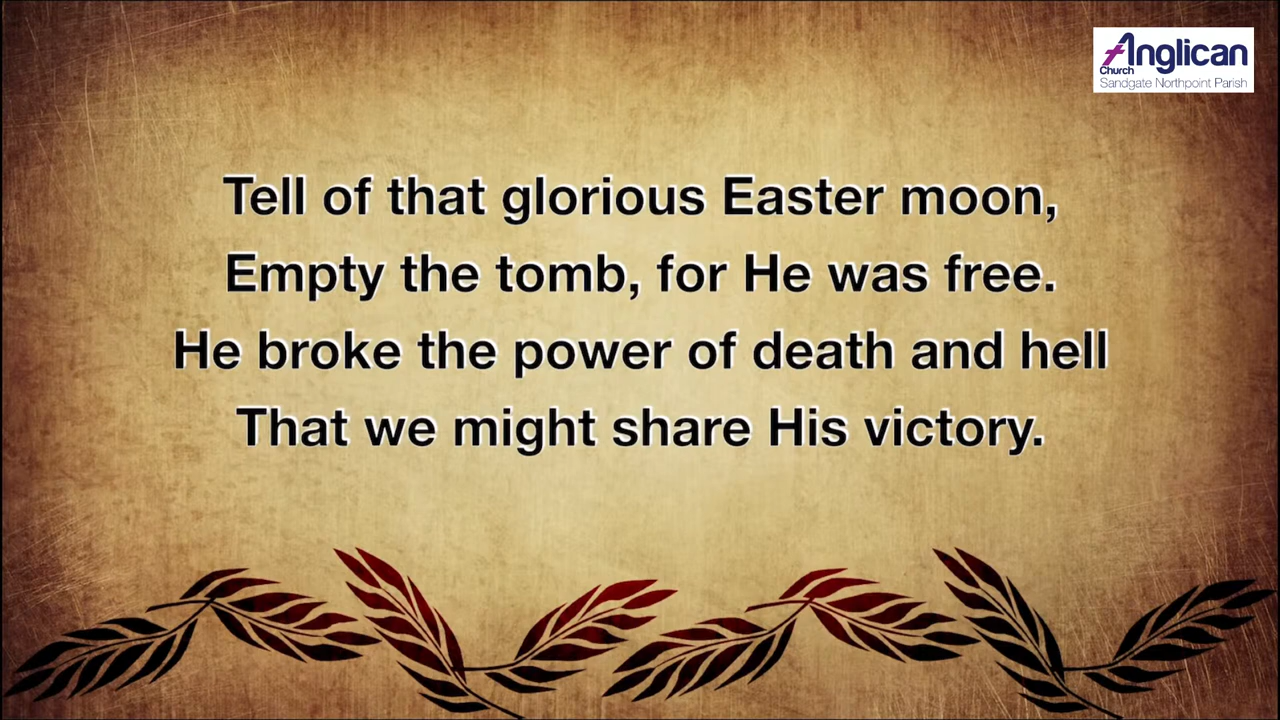 Anglican
Church
Sandgate Northpoint Parish
Tell of that glorious Easter moon,
Empty the tomb, for He was free.
He broke the power of death and hell
That we might share His victory.